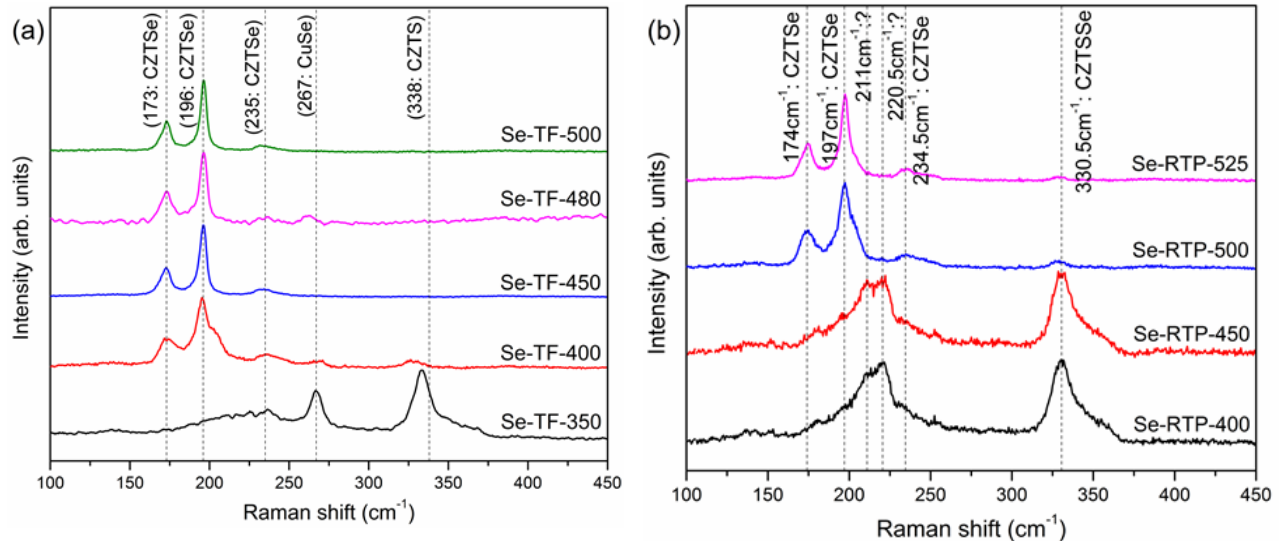 (a)
(173: CZTSe)
(196: CZTSe)
(235: CZTSe)
(267: CuSe)
(338: CZTS)
Se-TF-500
Se-TF-480
Se-TF-450
Se-TF-400
Se-TF-350
Intensity (arb. units)
100 150 200 250 300 350 400 450
Raman shift (cm⁻¹)
(b)
174cm⁻¹: CZTSe
197cm⁻¹: CZTSe
211cm⁻¹:?
220.5cm⁻¹:?
234.5cm⁻¹: CZTSe
330.5cm⁻¹: CZTSSe
Se-RTP-525
Se-RTP-500
Se-RTP-450
Se-RTP-400
Intensity (arb. units)
100 150 200 250 300 350 400 450
Raman shift (cm⁻¹)